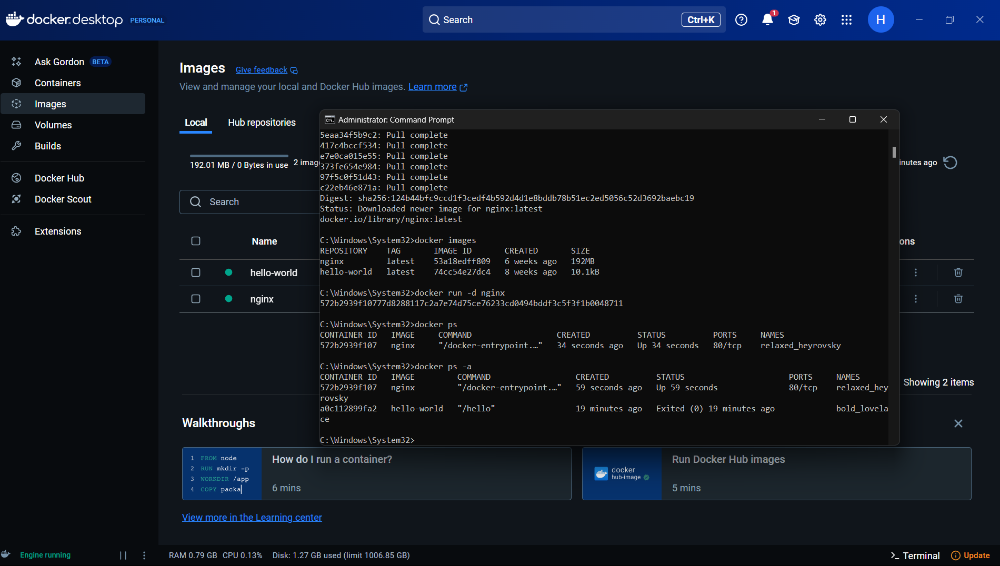 docker.desktop PERSONAL
Search Ctrl+K
1
H
Ask Gordon BETA
Containers
Images
Volumes
Builds
Docker Hub
Docker Scout
Extensions
Images Give feedback
View and manage your local and Docker Hub images. Learn more
Local Hub repositories
192.01 MB / 0 Bytes in use 2 imag
inutes ago
Search
Name
ons
hello-world
nginx
Showing 2 items
Administrator: Command Prompt
5eaa34f5b9c2: Pull complete
417c4bccf534: Pull complete
e7e0ca015e55: Pull complete
373fe654e984: Pull complete
97f5c0f51d43: Pull complete
c22eb46e871a: Pull complete
Digest: sha256:124b44bfc9ccd1f3cedf4b592d4d1e8bddb78b51ec2ed5056c52d3692baebc19
Status: Downloaded newer image for nginx:latest
docker.io/library/nginx:latest
C:\Windows\System32>docker images
REPOSITORY TAG IMAGE ID CREATED SIZE
nginx latest 53a18edff809 6 weeks ago 192MB
hello-world latest 74cc54e27dc4 8 weeks ago 10.1kB
C:\Windows\System32>docker run -d nginx
572b2939f10777d8288117c2a7e74d75ce76233cd0494bddf3c5f3f1b0048711
C:\Windows\System32>docker ps
CONTAINER ID IMAGE COMMAND CREATED STATUS PORTS NAMES
572b2939f107 nginx "/docker-entrypoint.…" 34 seconds ago Up 34 seconds 80/tcp relaxed_heyrovsky
C:\Windows\System32>docker ps -a
CONTAINER ID IMAGE COMMAND CREATED STATUS PORTS NAMES
572b2939f107 nginx "/docker-entrypoint.…" 59 seconds ago Up 59 seconds 80/tcp relaxed_hey
rovsky
a0c112899fa2 hello-world "/hello" 19 minutes ago Exited (0) 19 minutes ago bold_lovela
ce
C:\Windows\System32>
Walkthroughs
1 FROM node
2 RUN mkdir -p
3 WORKDIR /app
4 COPY packa
How do I run a container?
6 mins
docker
hub-image
Run Docker Hub images
5 mins
View more in the Learning center
Engine running
RAM 0.79 GB CPU 0.13% Disk: 1.27 GB used (limit 1006.85 GB)
Terminal Update